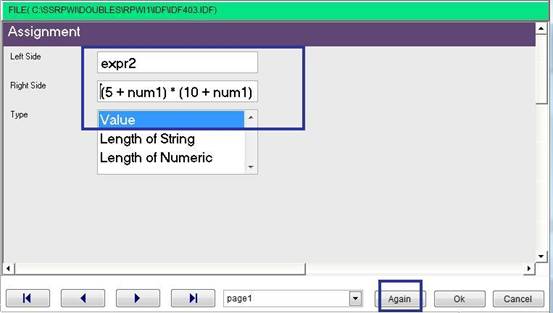 FILE( C:\SSRPWI\DOUBLES\RPWI1\IDF\IDF403.IDF)
Assignment
Left Side
expr2
Right Side
(5 + num1) * (10 + num1)
Type
Value
Length of String
Length of Numeric
page1
Again
Ok
Cancel